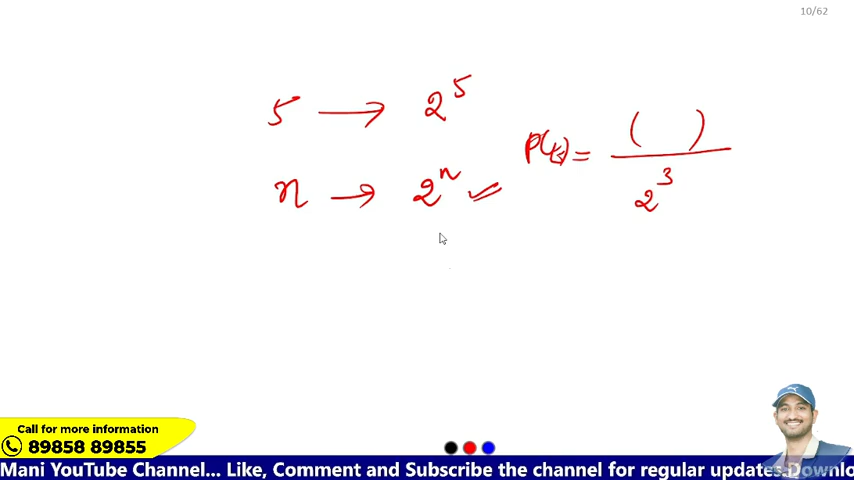 10/62
5 → 2^5
n → 2^n
P(E) = ( ) / 2^3
Call for more information
89858 89855
Mani YouTube Channel... Like, Comment and Subscribe the channel for regular updates.Downlo